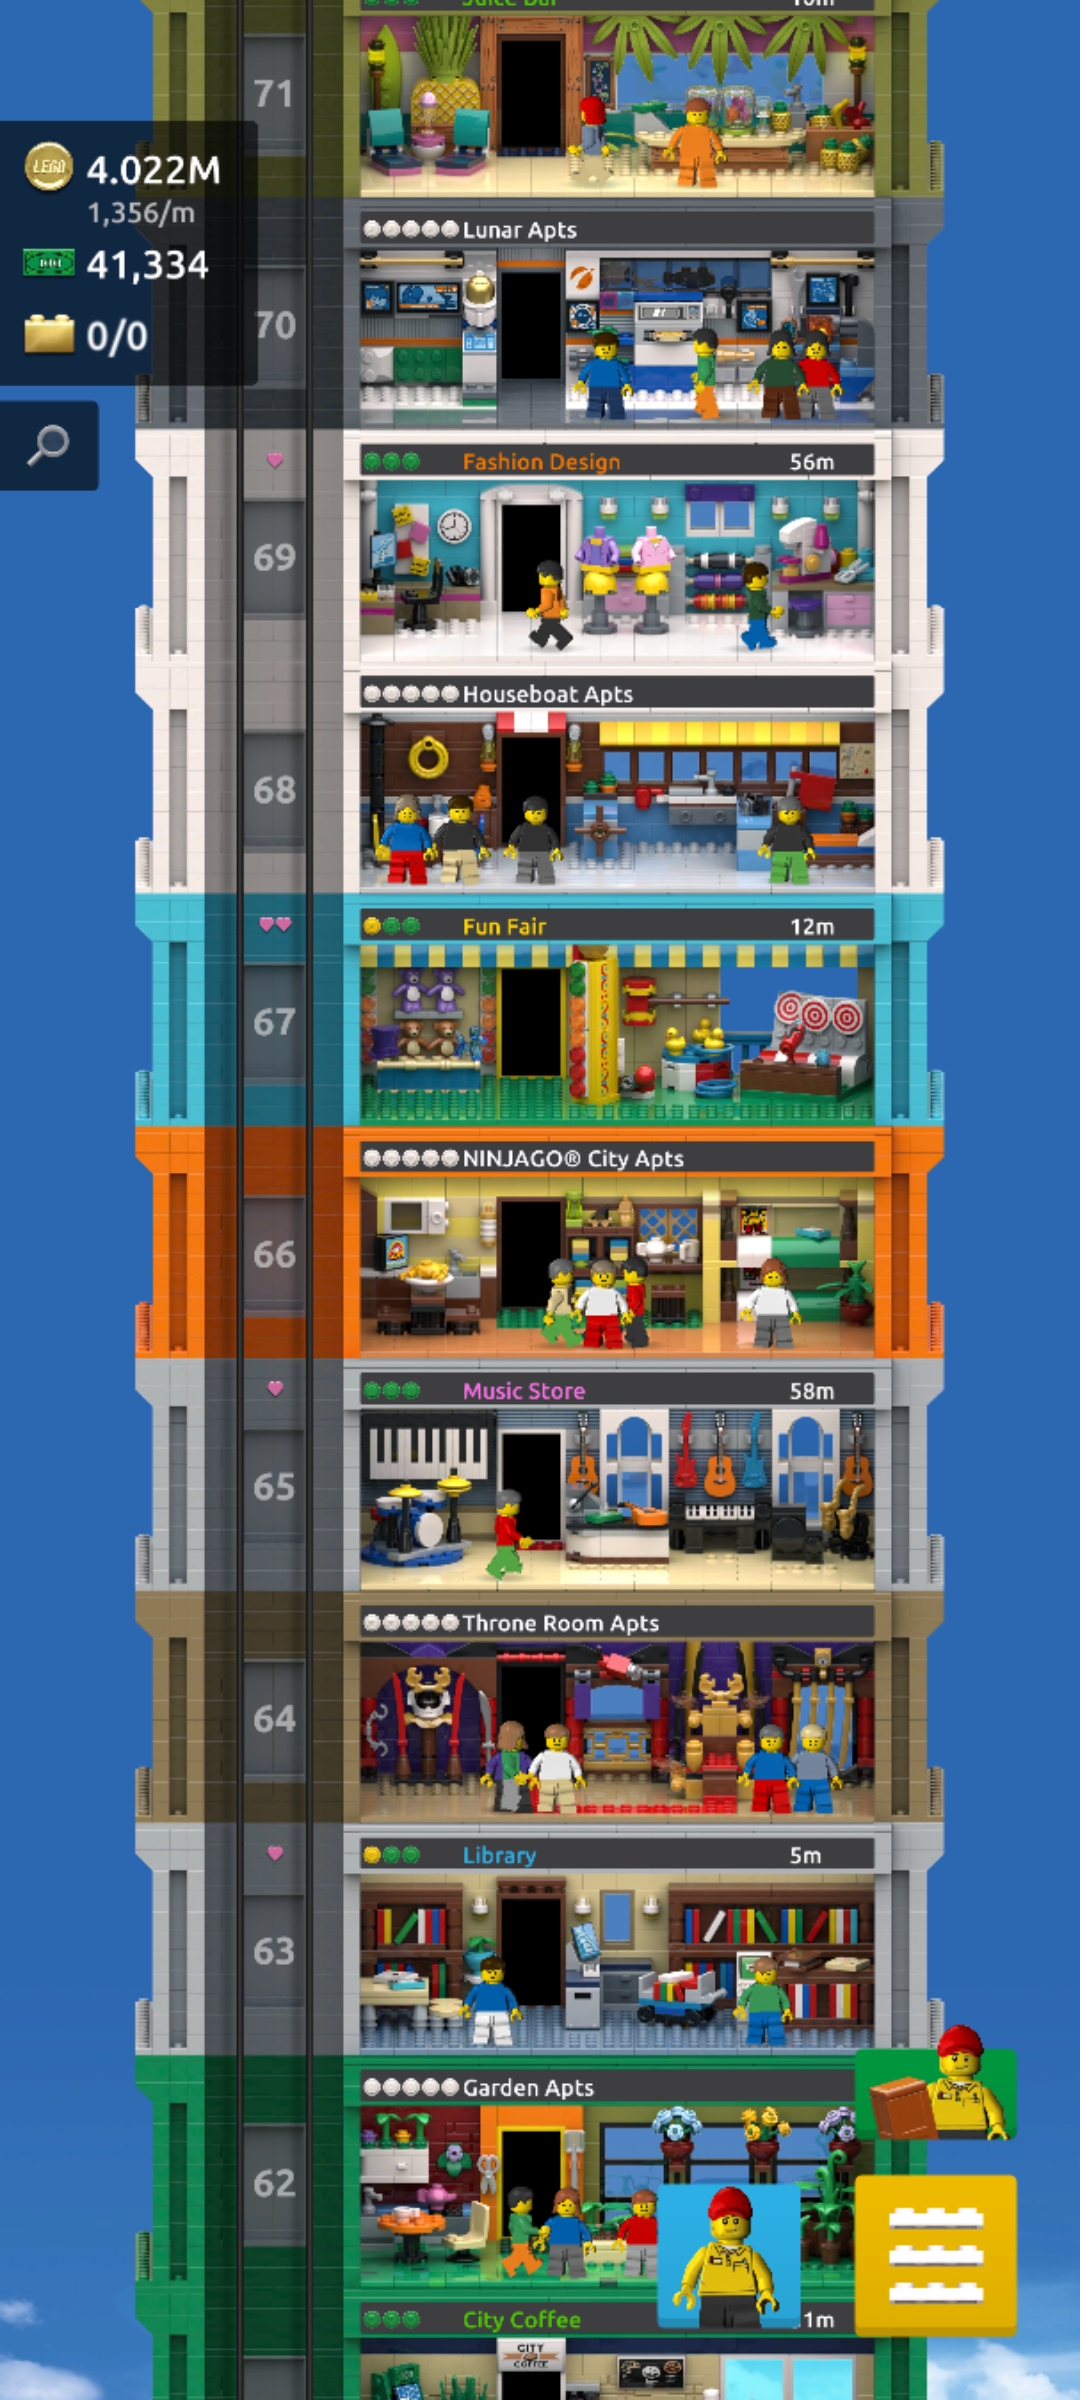 Juice Bar
10m
71
LEGO 4.022M
1,356/m
41,334
0/0
Lunar Apts
70
Fashion Design 56m
69
Houseboat Apts
68
Fun Fair 12m
67
NINJAGO® City Apts
66
Music Store 58m
65
Throne Room Apts
64
Library 5m
63
Garden Apts
62
City Coffee 1m
CITY
COFFEE